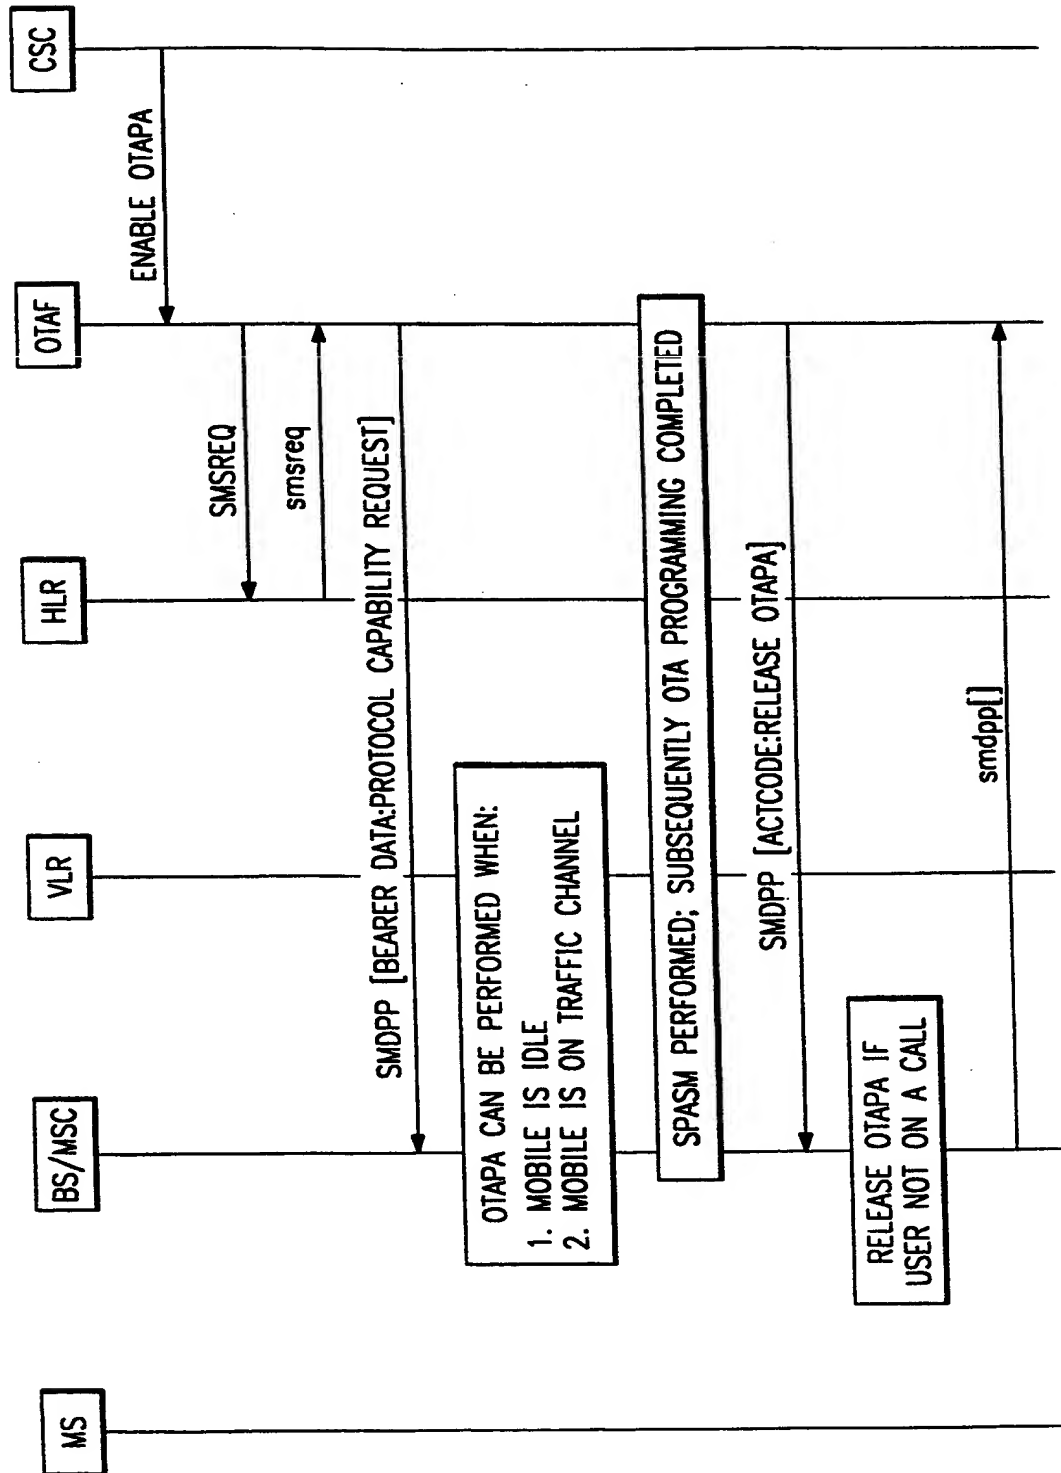 MS
BS/MSC
VLR
HLR
OTAF
CSC
ENABLE OTAPA
SMSREQ
smsreq
SMDPP [BEARER DATA:PROTOCOL CAPABILITY REQUEST]
OTAPA CAN BE PERFORMED WHEN:
1. MOBILE IS IDLE
2. MOBILE IS ON TRAFFIC CHANNEL
SPASM PERFORMED; SUBSEQUENTLY OTA PROGRAMMING COMPLETED
SMDPP [ACTCODE:RELEASE OTAPA]
RELEASE OTAPA IF
USER NOT ON A CALL
smdpp[]